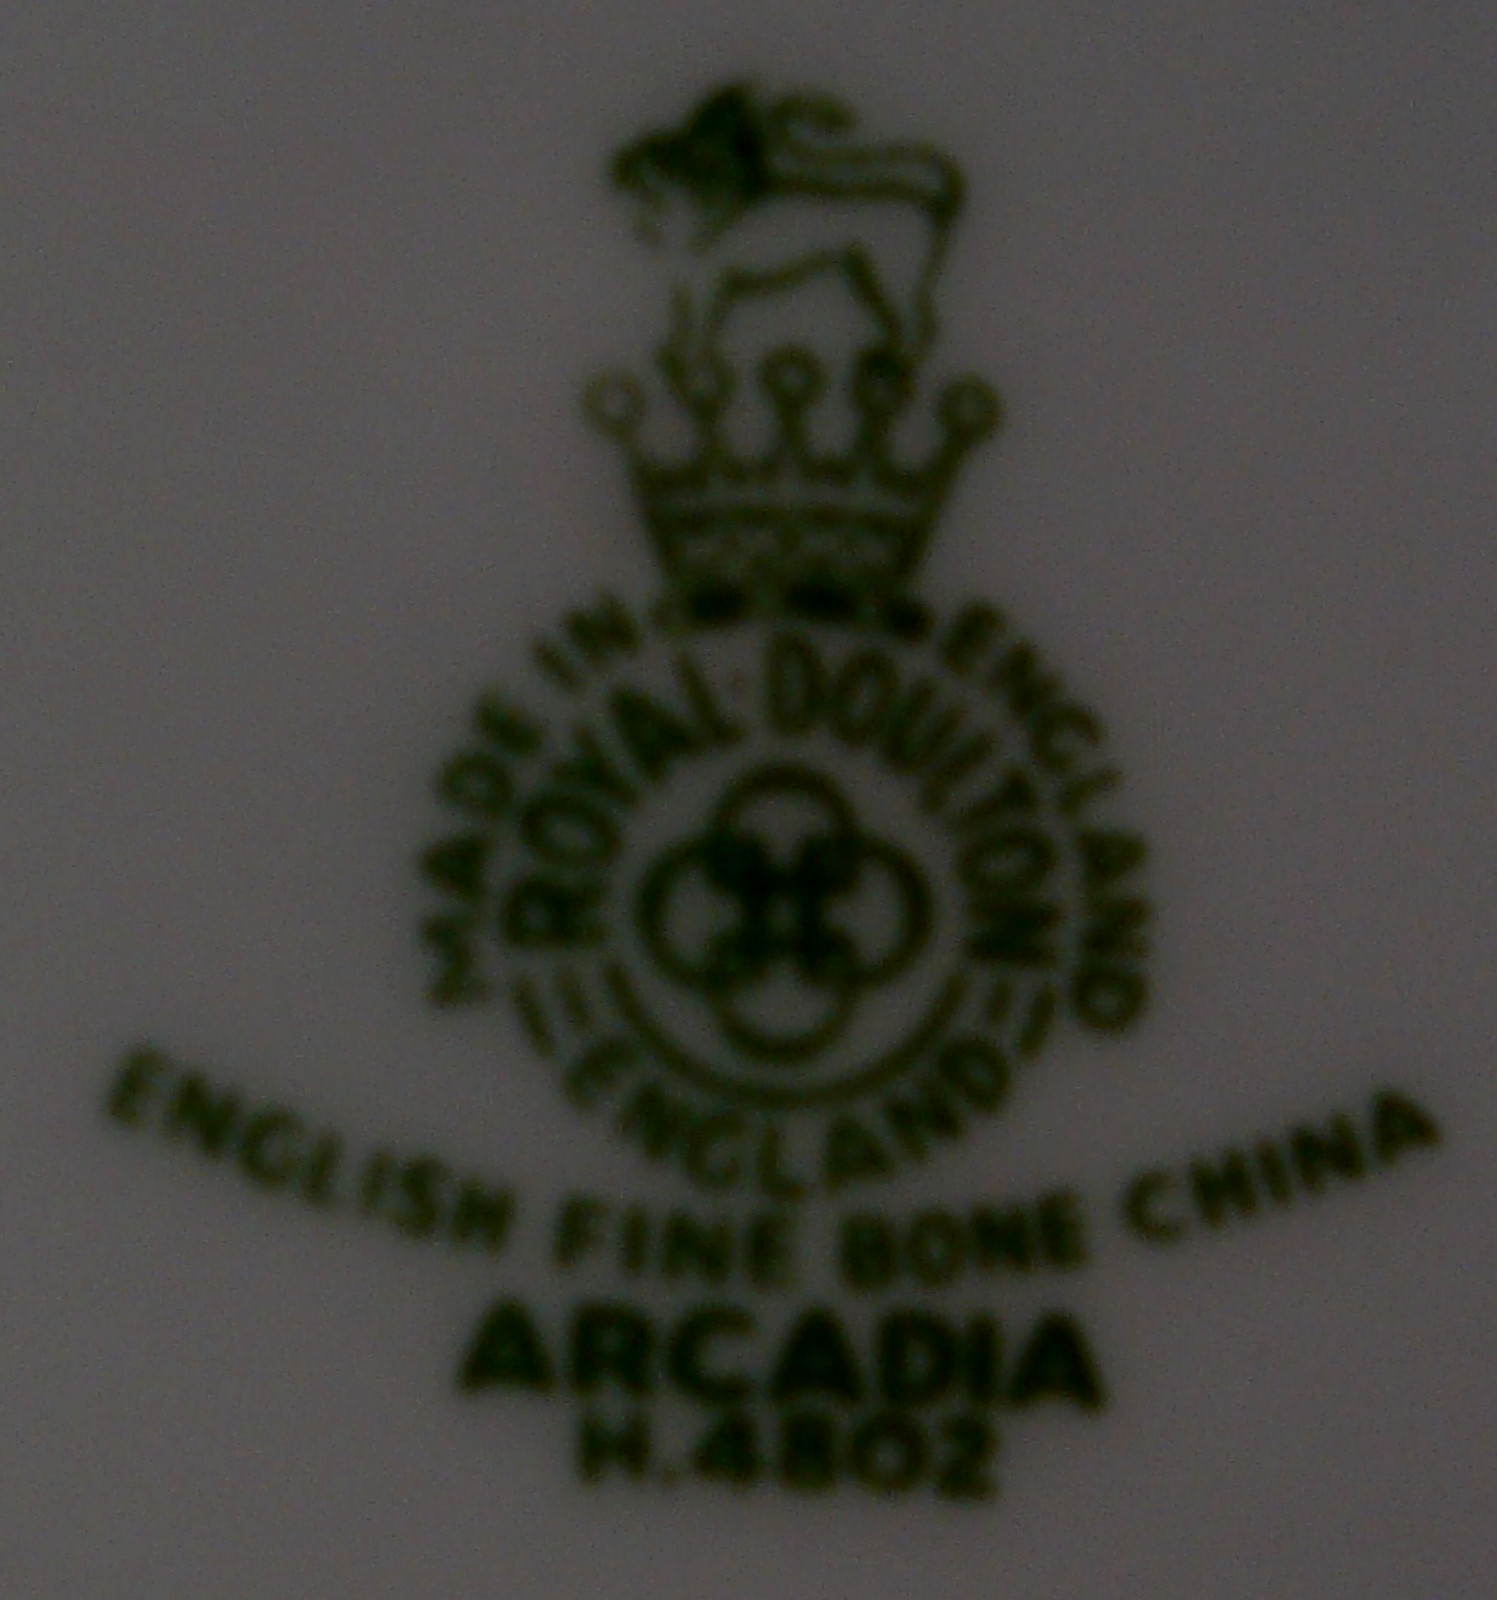 MADE IN ENGLAND
ROYAL·DOULTON
ENGLAND
ENGLISH FINE BONE CHINA
ARCADIA
H.4802